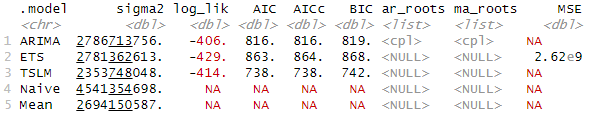 .model sigma2 log_lik AIC AICc BIC ar_roots ma_roots MSE
<chr> <dbl> <dbl> <dbl> <dbl> <dbl> <list> <list> <dbl>
1 ARIMA 2786713756. -406. 816. 816. 819. <cpl> <cpl> NA
2 ETS 2781362613. -429. 863. 864. 868. <NULL> <NULL> 2.62e9
3 TSLM 2353748048. -414. 738. 738. 742. <NULL> <NULL> NA
4 Naive 4541354698. NA NA NA NA <NULL> <NULL> NA
5 Mean 2694150587. NA NA NA NA <NULL> <NULL> NA